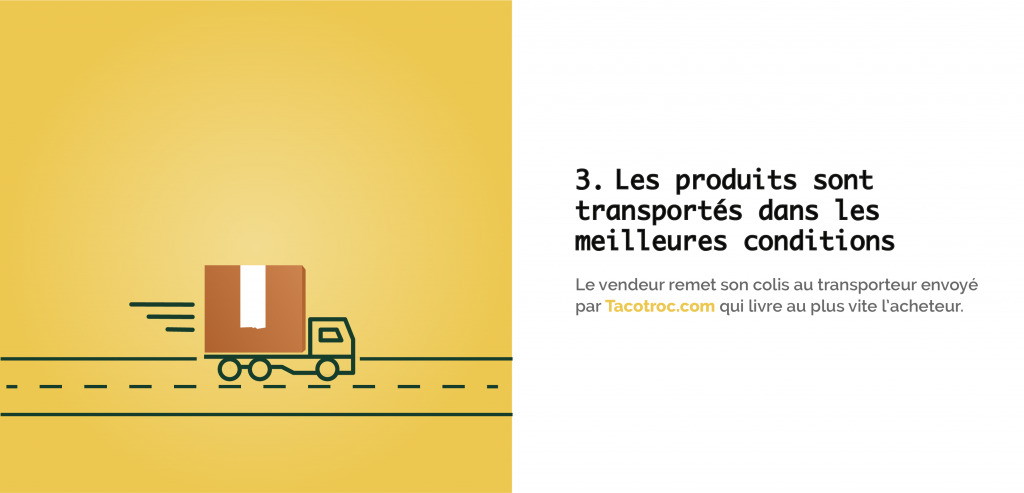 3. Les produits sont
transportés dans les
meilleures conditions
Le vendeur remet son colis au transporteur envoyé
par Tacotroc.com qui livre au plus vite l'acheteur.